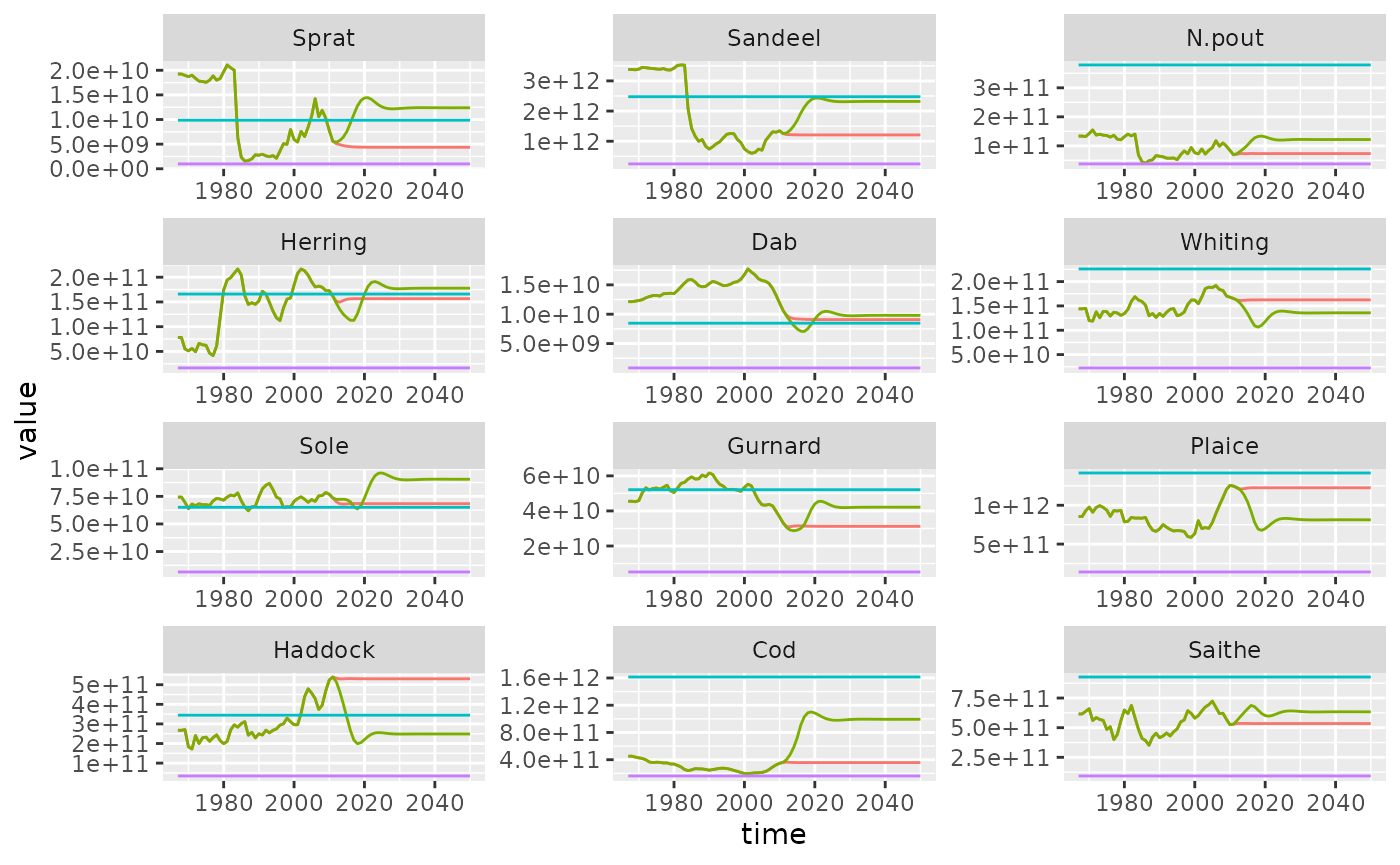 Sprat
Sandeel
N.pout
2.0e+10
1.5e+10
1.0e+10
5.0e+09
0.0e+00
3e+12
2e+12
1e+12
3e+11
2e+11
1e+11
1980 2000 2020 2040
1980 2000 2020 2040
1980 2000 2020 2040
Herring
Dab
Whiting
2.0e+11
1.5e+11
1.0e+11
5.0e+10
1.5e+10
1.0e+10
5.0e+09
2.0e+11
1.5e+11
1.0e+11
5.0e+10
1980 2000 2020 2040
1980 2000 2020 2040
1980 2000 2020 2040
value
Sole
Gurnard
Plaice
1.0e+11
7.5e+10
5.0e+10
2.5e+10
6e+10
4e+10
2e+10
1e+12
5e+11
1980 2000 2020 2040
1980 2000 2020 2040
1980 2000 2020 2040
Haddock
Cod
Saithe
5e+11
4e+11
3e+11
2e+11
1e+11
1.6e+12
1.2e+12
8.0e+11
4.0e+11
7.5e+11
5.0e+11
2.5e+11
1980 2000 2020 2040
1980 2000 2020 2040
1980 2000 2020 2040
time